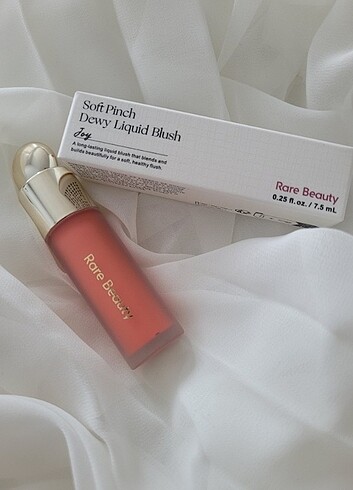 Soft Pinch
Dewy Liquid Blush
Joy
A long-lasting liquid blush that blends and
builds beautifully for a soft, healthy flush.
Rare Beauty
0.25 fl. oz. / 7.5 mL
Rare Beauty